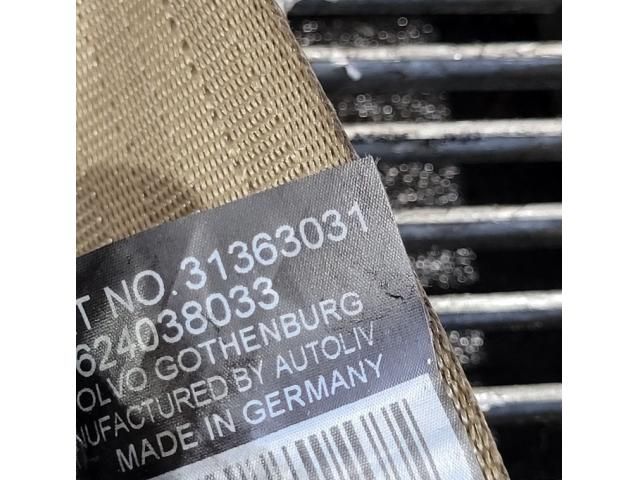 T NO. 31363031
624038033
OLVO GOTHENBURG
NUFACTURED BY AUTOLIV
MADE IN GERMANY